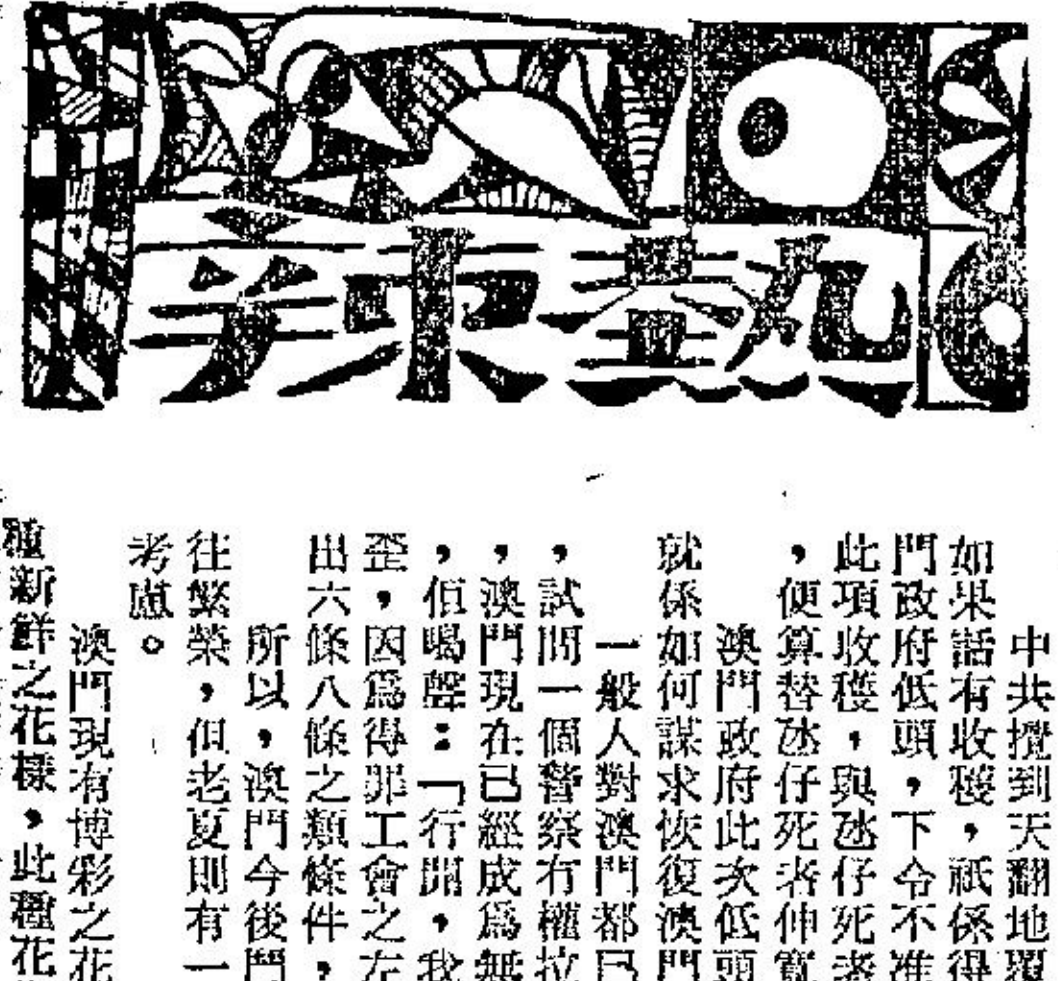 熱辣
中共攪到天翻地覆
如果話有收穫，祇係得
門政府低頭，下令不准
此項收穫，與氹仔死者
，便算替氹仔死者伸寃
澳門政府此次低頭
就係如何謀求恢復澳門
一般人對澳門都已
，試問一個警察冇權拉
，澳門現在已經成爲無
，但喝聲：「行開，我
歪，因爲得罪工會之左
出六條八條之類條件，
所以，澳門今後
往繁榮，但老夏則有一
考慮。
澳門現有博彩之花
種新鮮之花樣，此種花